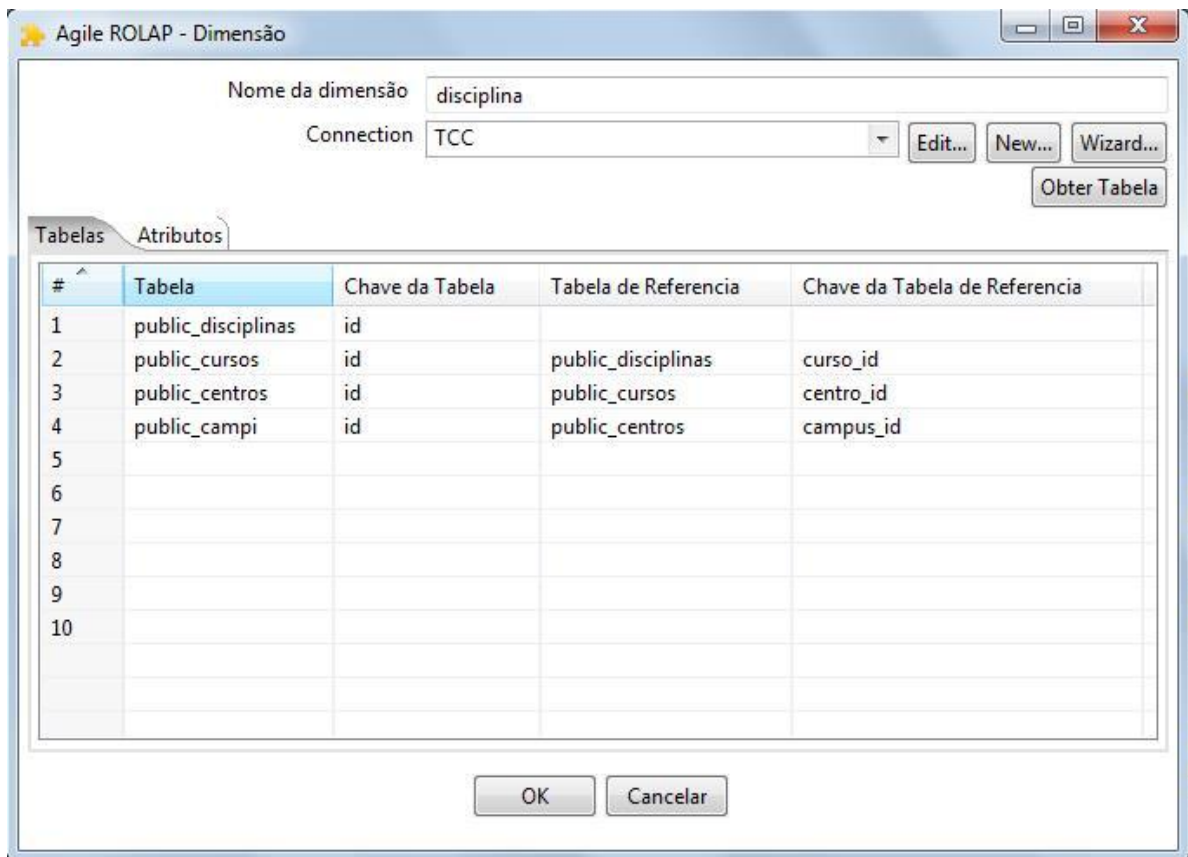 Agile ROLAP - Dimensão
Nome da dimensão disciplina
Connection TCC Edit... New... Wizard...
Obter Tabela
Tabelas Atributos
# Tabela Chave da Tabela Tabela de Referencia Chave da Tabela de Referencia
1 public_disciplinas id
2 public_cursos id public_disciplinas curso_id
3 public_centros id public_cursos centro_id
4 public_campi id public_centros campus_id
5
6
7
8
9
10
OK Cancelar